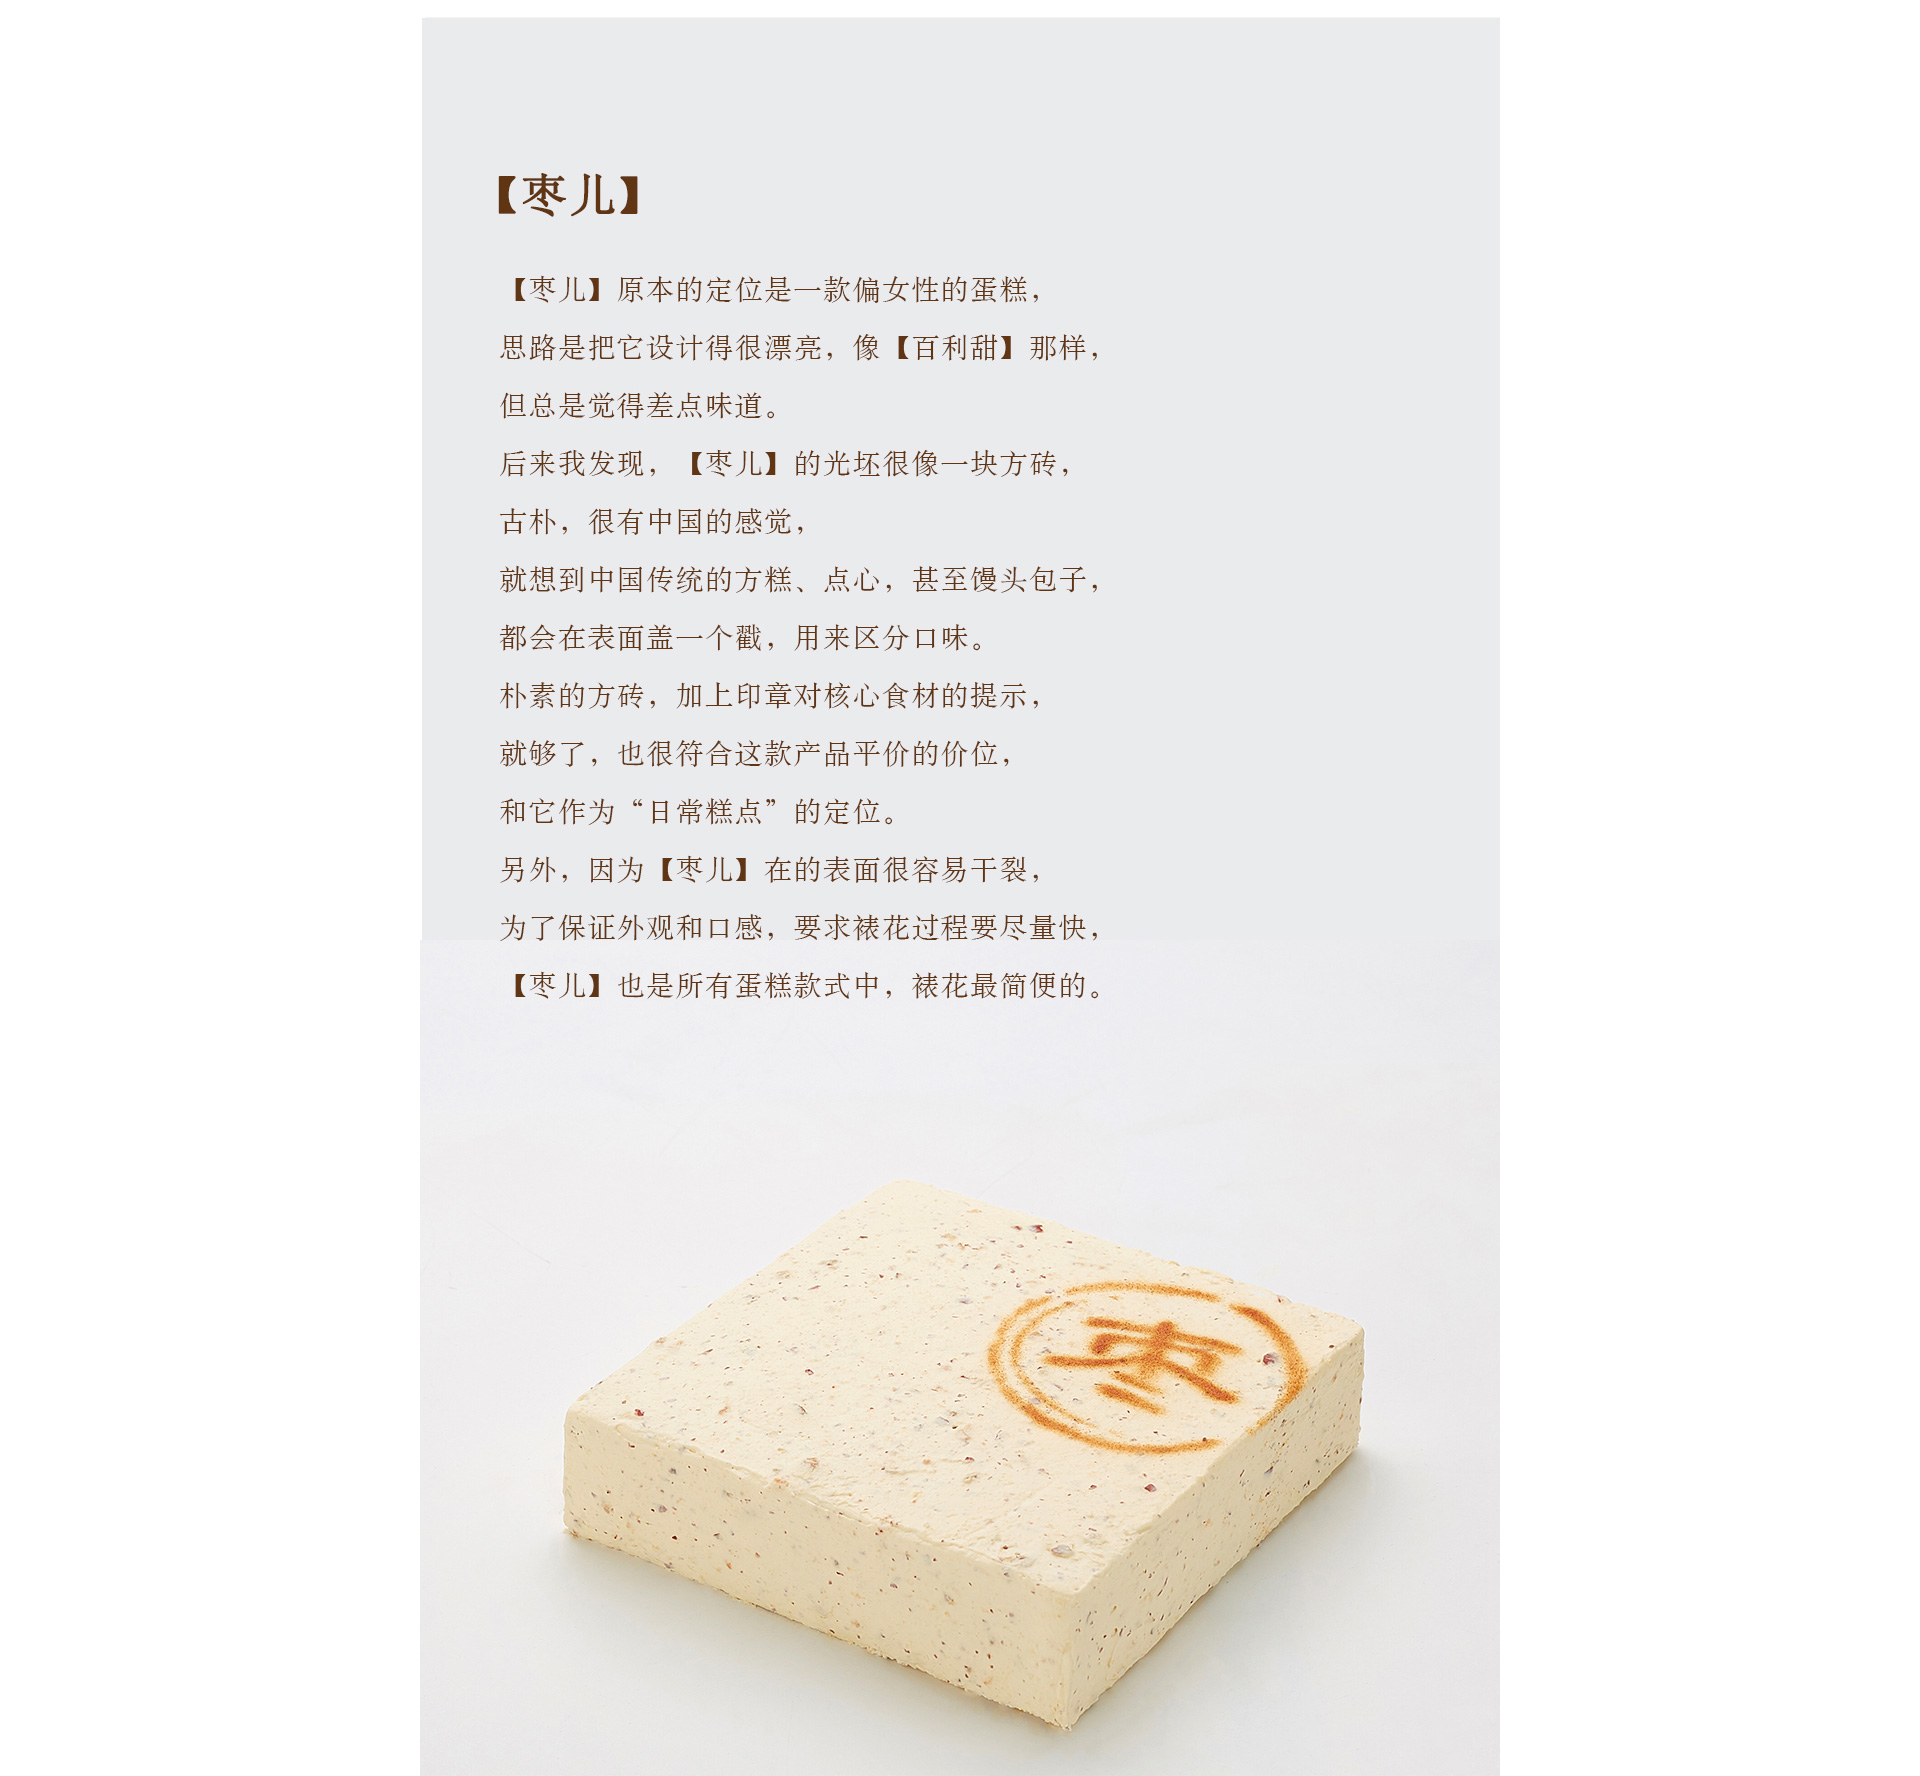 【枣儿】
【枣儿】原本的定位是一款偏女性的蛋糕，
思路是把它设计得很漂亮，像【百利甜】那样，
但总是觉得差点味道。
后来我发现，【枣儿】的光坯很像一块方砖，
古朴，很有中国的感觉，
就想到中国传统的方糕、点心，甚至馒头包子，
都会在表面盖一个戳，用来区分口味。
朴素的方砖，加上印章对核心食材的提示，
就够了，也很符合这款产品平价的价位，
和它作为“日常糕点”的定位。
另外，因为【枣儿】在的表面很容易干裂，
为了保证外观和口感，要求裱花过程要尽量快，
【枣儿】也是所有蛋糕款式中，裱花最简便的。
枣